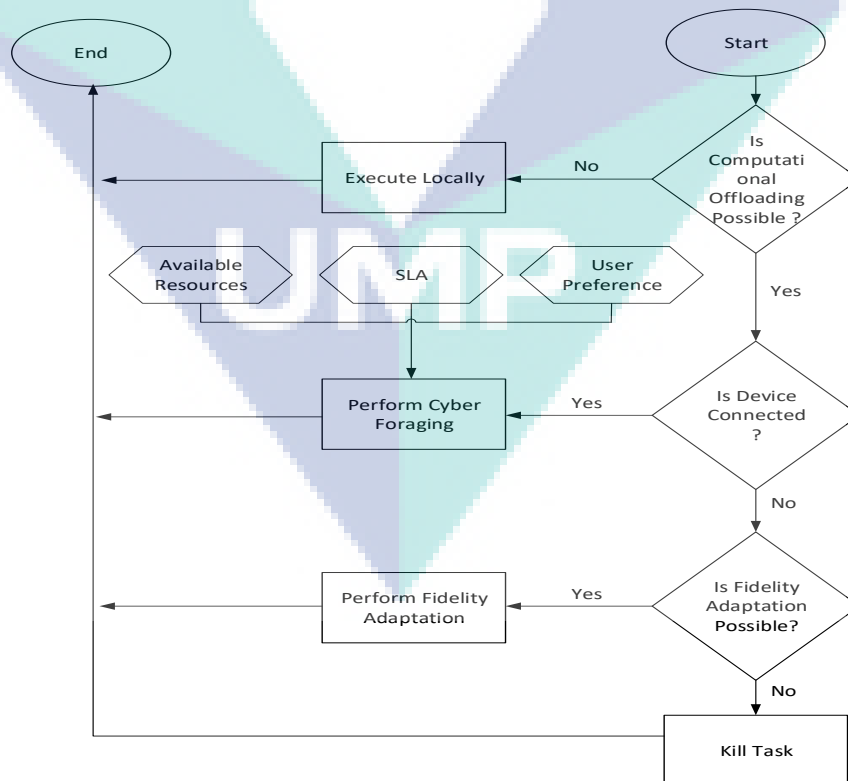 End
Start
Is
Computati
onal
Offloading
Possible ?
No
Execute Locally
UMP
Available
Resources
SLA
User
Preference
Yes
Is Device
Connected
?
Yes
Perform Cyber
Foraging
No
Is Fidelity
Adaptation
Possible?
Yes
Perform Fidelity
Adaptation
No
Kill Task